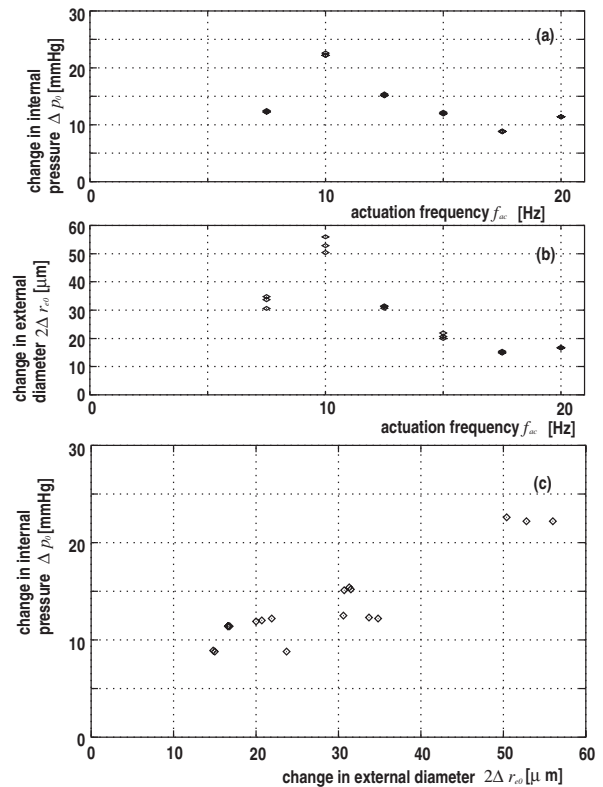 30
20
10
0
change in internal
pressure Δ p₀ [mmHg]
(a)
0 10 20
actuation frequency f_ac [Hz]
60
50
40
30
20
10
0
change in external
diameter 2Δ r_e0 [μm]
(b)
0 10 20
actuation frequency f_ac [Hz]
30
20
10
0
change in internal
pressure Δ p₀ [mmHg]
(c)
0 10 20 30 40 50 60
change in external diameter 2Δ r_e0 [μ m]